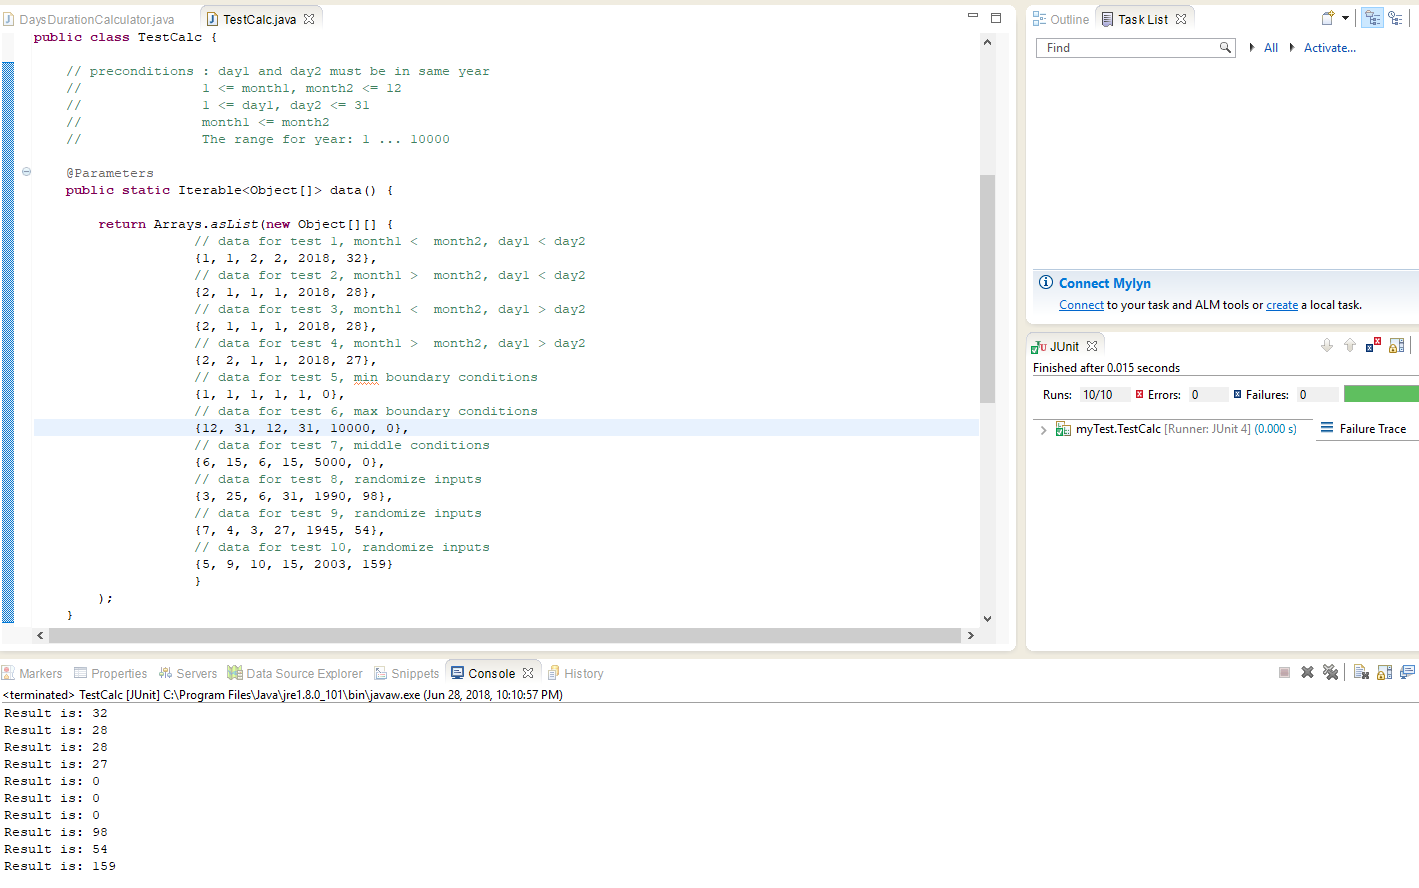 DaysDurationCalculator.java
TestCalc.java
public class TestCalc {
// preconditions : day1 and day2 must be in same year
// 1 <= month1, month2 <= 12
// 1 <= day1, day2 <= 31
// month1 <= month2
// The range for year: 1 ... 10000
@Parameters
public static Iterable<Object[]> data() {
return Arrays.asList(new Object[][] {
// data for test 1, month1 <  month2, day1 < day2
{1, 1, 2, 2, 2018, 32},
// data for test 2, month1 >  month2, day1 < day2
{2, 1, 1, 1, 2018, 28},
// data for test 3, month1 <  month2, day1 > day2
{2, 1, 1, 1, 2018, 28},
// data for test 4, month1 >  month2, day1 > day2
{2, 2, 1, 1, 2018, 27},
// data for test 5, min boundary conditions
{1, 1, 1, 1, 1, 0},
// data for test 6, max boundary conditions
{12, 31, 12, 31, 10000, 0},
// data for test 7, middle conditions
{6, 15, 6, 15, 5000, 0},
// data for test 8, randomize inputs
{3, 25, 6, 31, 1990, 98},
// data for test 9, randomize inputs
{7, 4, 3, 27, 1945, 54},
// data for test 10, randomize inputs
{5, 9, 10, 15, 2003, 159}
}
);
}
Outline
Task List
Find
All
Activate...
Connect Mylyn
Connect to your task and ALM tools or create a local task.
JUnit
Finished after 0.015 seconds
Runs: 10/10 Errors: 0 Failures: 0
myTest.TestCalc [Runner: JUnit 4] (0.000 s)
Failure Trace
Markers Properties Servers Data Source Explorer Snippets Console History
<terminated> TestCalc [JUnit] C:\Program Files\Java\jre1.8.0_101\bin\javaw.exe (Jun 28, 2018, 10:10:57 PM)
Result is: 32
Result is: 28
Result is: 28
Result is: 27
Result is: 0
Result is: 0
Result is: 0
Result is: 98
Result is: 54
Result is: 159